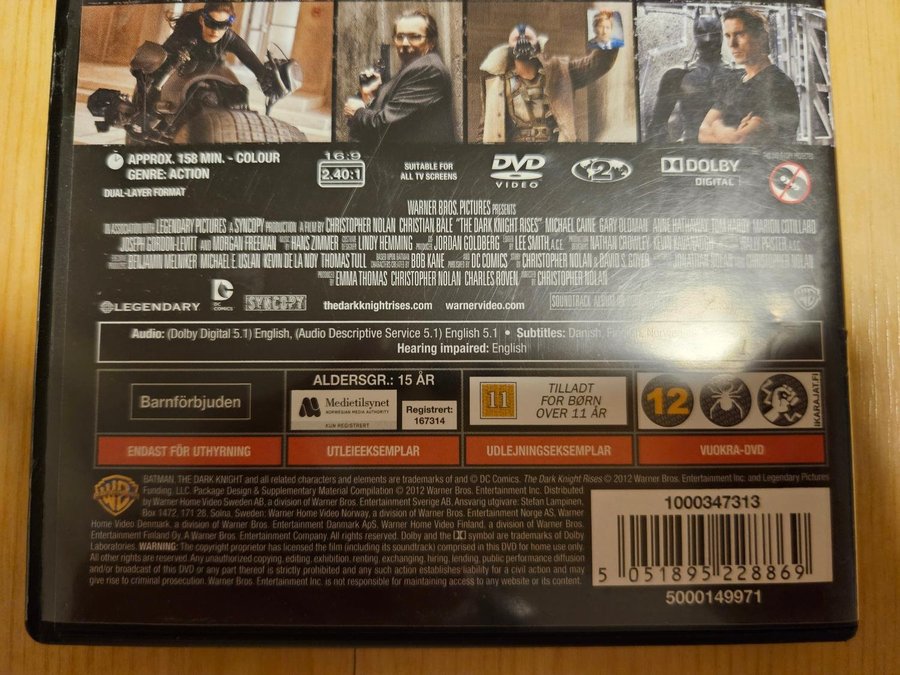 APPROX. 158 MIN. - COLOUR
GENRE: ACTION
DUAL-LAYER FORMAT
16:9
2.40:1
SUITABLE FOR
ALL TV SCREENS
DVD
VIDEO
2
DOLBY
DIGITAL
WARNER BROS. PICTURES PRESENTS
IN ASSOCIATION WITH LEGENDARY PICTURES A SYNCOPY PRODUCTION A FILM BY CHRISTOPHER NOLAN CHRISTIAN BALE "THE DARK KNIGHT RISES" MICHAEL CAINE GARY OLDMAN ANNE HATHAWAY TOM HARDY MARION COTILLARD
JOSEPH GORDON-LEVITT AND MORGAN FREEMAN MUSIC BY HANS ZIMMER COSTUME DESIGNER LINDY HEMMING JORDAN GOLDBERG EDITED BY LEE SMITH, A.C.E. NATHAN CROWLEY, KEVIN KAVANAUGH WALLY PFISTER A.S.C.
BENJAMIN MELNIKER MICHAEL E. USLAN KEVIN DE LA NOY THOMAS TULL BASED UPON BATMAN CHARACTERS CREATED BY BOB KANE PUBLISHED BY DC COMICS CHRISTOPHER NOLAN & DAVID S. GOYER JONATHAN NOLAN CHRISTOPHER NOLAN
PRODUCED BY EMMA THOMAS CHRISTOPHER NOLAN CHARLES ROVEN DIRECTED BY CHRISTOPHER NOLAN
LEGENDARY
DC
COMICS
SYNCOPY
thedarkknightrises.com warnervideo.com
SOUNDTRACK ALBUM
Audio: (Dolby Digital 5.1) English, (Audio Descriptive Service 5.1) English 5.1 • Subtitles: Danish,
Hearing impaired: English
Barnförbjuden
ALDERSGR.: 15 ÅR
Medietilsynet
NORWEGIAN MEDIA AUTHORITY
KUN REGISTRERT
Registrert:
167314
11
TILLADT
FOR BØRN
OVER 11 ÅR
12
IKARAJAT.FI
ENDAST FÖR UTHYRNING
UTLEIEEKSEMPLAR
UDLEJNINGSEKSEMPLAR
VUOKRA-DVD
BATMAN, THE DARK KNIGHT and all related characters and elements are trademarks of and © DC Comics. The Dark Knight Rises © 2012 Warner Bros. Entertainment Inc. and Legendary Pictures
Funding, LLC. Package Design & Supplementary Material Compilation © 2012 Warner Bros. Entertainment Inc. Distributed
by Warner Home Video Sweden AB, a division of Warner Bros. Entertainment Sverige AB. Ansvarig utgivare: Stefan Lampinen,
Box 1472, 171 28, Solna, Sweden: Warner Home Video Norway, a division of Warner Bros. Entertainment Norge AS, Warner
Home Video Denmark, a division of Warner Bros. Entertainment Danmark ApS, Warner Home Video Finland, a division of Warner Bros.
Entertainment Finland Oy. A Warner Bros. Entertainment Company. All rights reserved. Dolby and the DD symbol are trademarks of Dolby
Laboratories. WARNING: The copyright proprietor has licensed the film (including its soundtrack) comprised in this DVD for home use only.
All other rights are reserved. Any unauthorized copying, editing, exhibition, renting, exchanging, hiring, lending, public performance diffusion
and/or broadcast of this DVD or any part thereof is strictly prohibited and any such action establishes liability for a civil action and may
give rise to criminal prosecution. Warner Bros. Entertainment Inc. is not responsible for maintaining access to any website or its content.
1000347313
5 051895 228869
5000149971